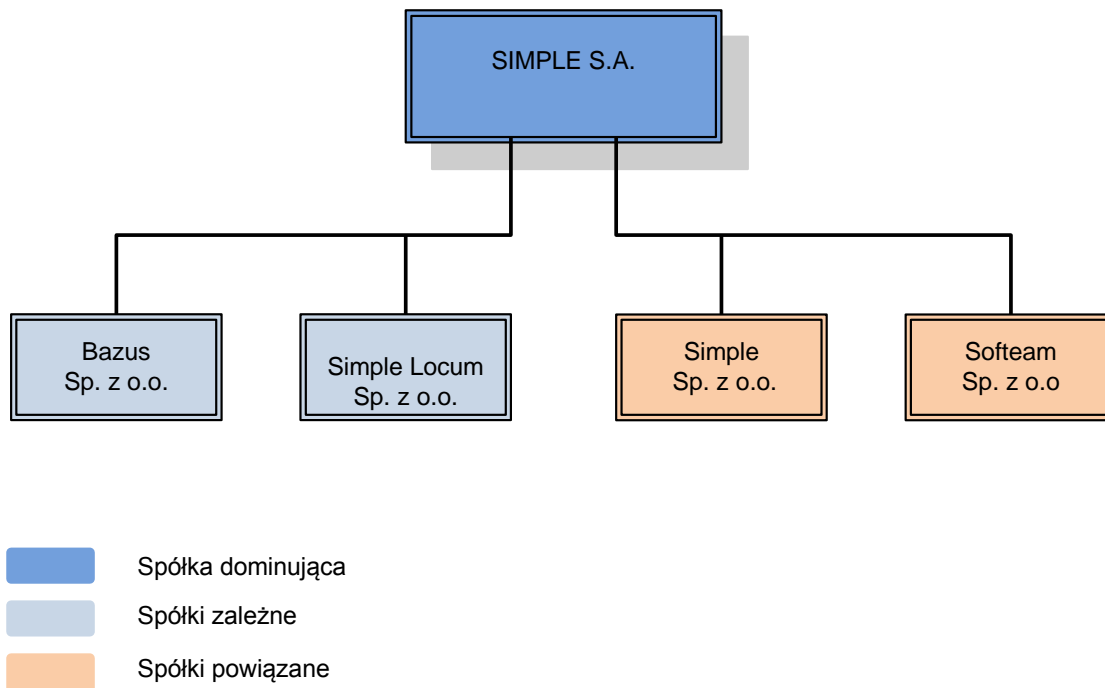 SIMPLE S.A.
Bazus
Sp. z o.o.
Simple Locum
Sp. z o.o.
Simple
Sp. z o.o.
Softeam
Sp. z o.o
Spółka dominująca
Spółki zależne
Spółki powiązane